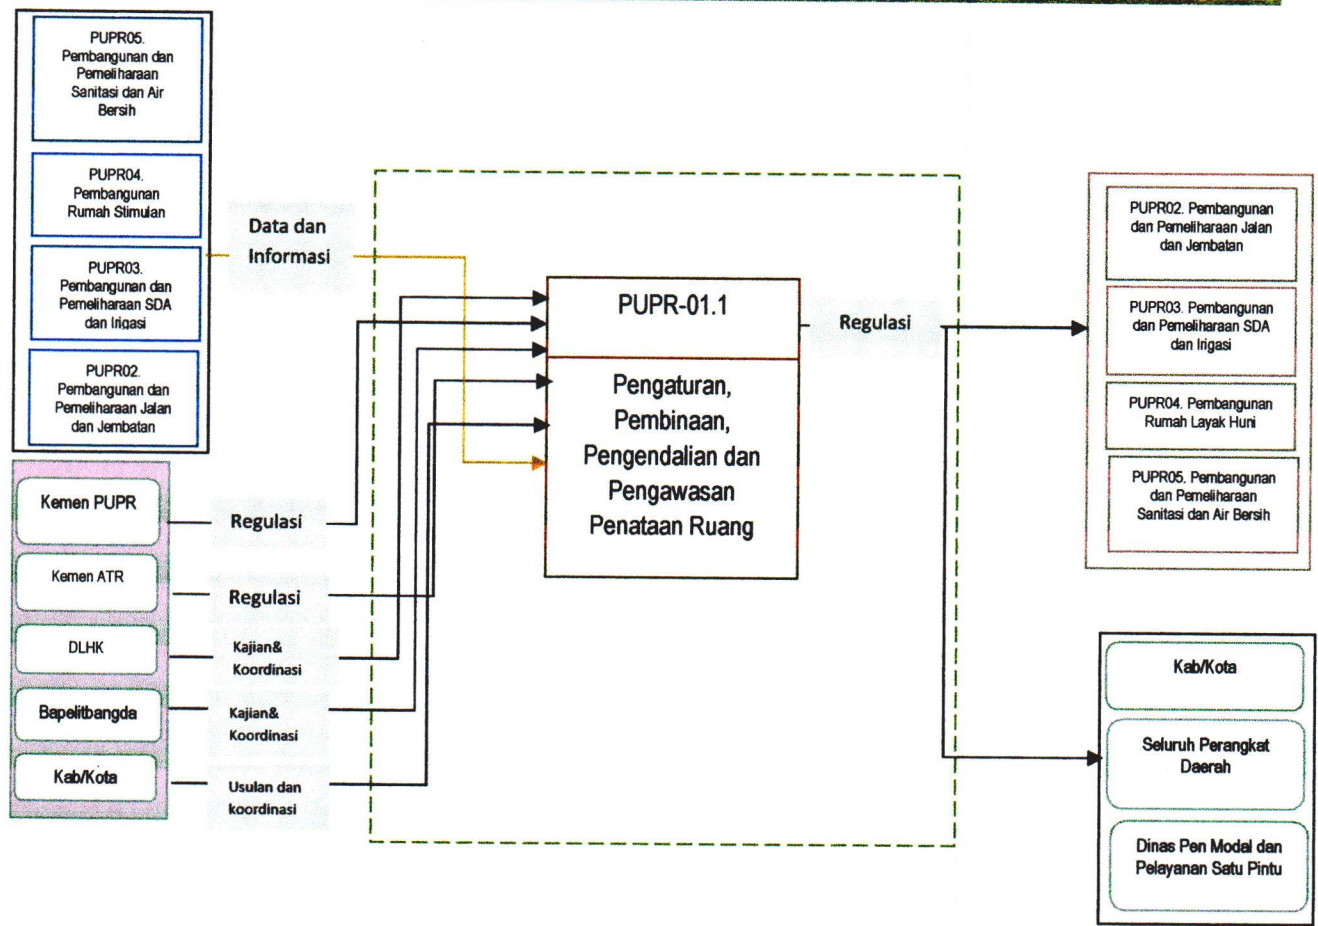 PUPR05.
Pembangunan dan
Pemeliharaan
Sanitasi dan Air
Bersih
PUPR04.
Pembangunan
Rumah Stimulan
PUPR03.
Pembangunan dan
Pemeliharaan SDA
dan Irigasi
PUPR02.
Pembangunan dan
Pemeliharaan Jalan
dan Jembatan
Data dan
Informasi
Kemen PUPR
Kemen ATR
DLHK
Bapelitbangda
Kab/Kota
Regulasi
Regulasi
Kajian&
Koordinasi
Kajian&
Koordinasi
Usulan dan
koordinasi
PUPR-01.1
Pengaturan,
Pembinaan,
Pengendalian dan
Pengawasan
Penataan Ruang
Regulasi
PUPR02. Pembangunan
dan Pemeliharaan Jalan
dan Jembatan
PUPR03. Pembangunan
dan Pemeliharaan SDA
dan Irigasi
PUPR04. Pembangunan
Rumah Layak Huni
PUPR05. Pembangunan
dan Pemeliharaan
Sanitasi dan Air Bersih
Kab/Kota
Seluruh Perangkat
Daerah
Dinas Pen Modal dan
Pelayanan Satu Pintu